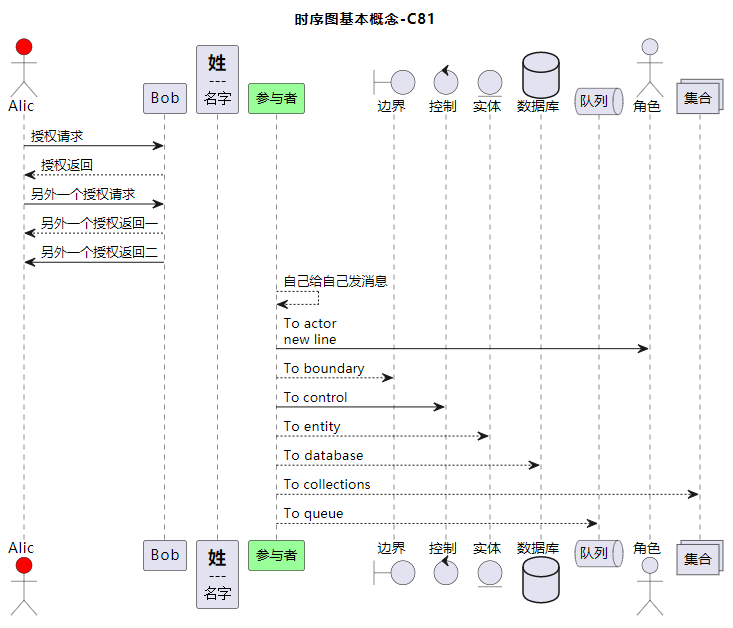 时序图基本概念-C81
Alic
Bob
姓
---
名字
参与者
边界
控制
实体
数据库
队列
角色
集合
授权请求
授权返回
另外一个授权请求
另外一个授权返回一
另外一个授权返回二
自己给自己发消息
To actor
new line
To boundary
To control
To entity
To database
To collections
To queue
Alic
Bob
姓
---
名字
参与者
边界
控制
实体
数据库
队列
角色
集合